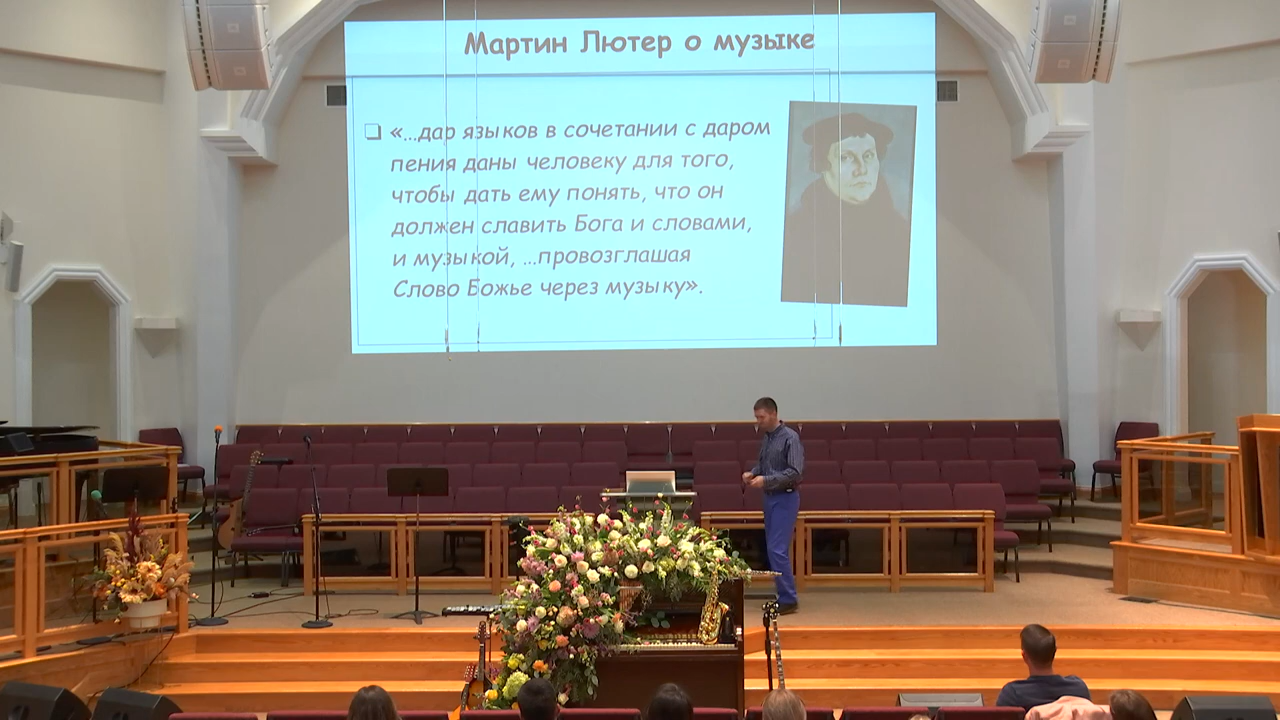 Мартин Лютер о музыке
❑ «…дар языков в сочетании с даром
пения даны человеку для того,
чтобы дать ему понять, что он
должен славить Бога и словами,
и музыкой, …провозглашая
Слово Божье через музыку».